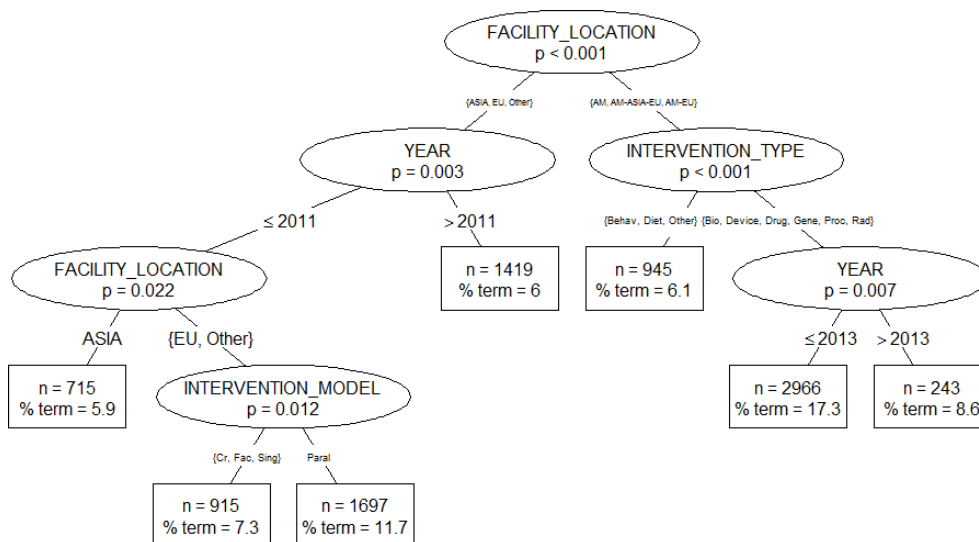 FACILITY_LOCATION
p < 0.001
{ASIA, EU, Other}
{AM, AM-ASIA-EU, AM-EU}
YEAR
p = 0.003
INTERVENTION_TYPE
p < 0.001
≤ 2011
> 2011
{Behav, Diet, Other}
{Bio, Device, Drug, Gene, Proc, Rad}
FACILITY_LOCATION
p = 0.022
n = 1419
% term = 6
n = 945
% term = 6.1
YEAR
p = 0.007
ASIA
{EU, Other}
≤ 2013
> 2013
n = 715
% term = 5.9
INTERVENTION_MODEL
p = 0.012
n = 2966
% term = 17.3
n = 243
% term = 8.6
{Cr, Fac, Sing}
Paral
n = 915
% term = 7.3
n = 1697
% term = 11.7